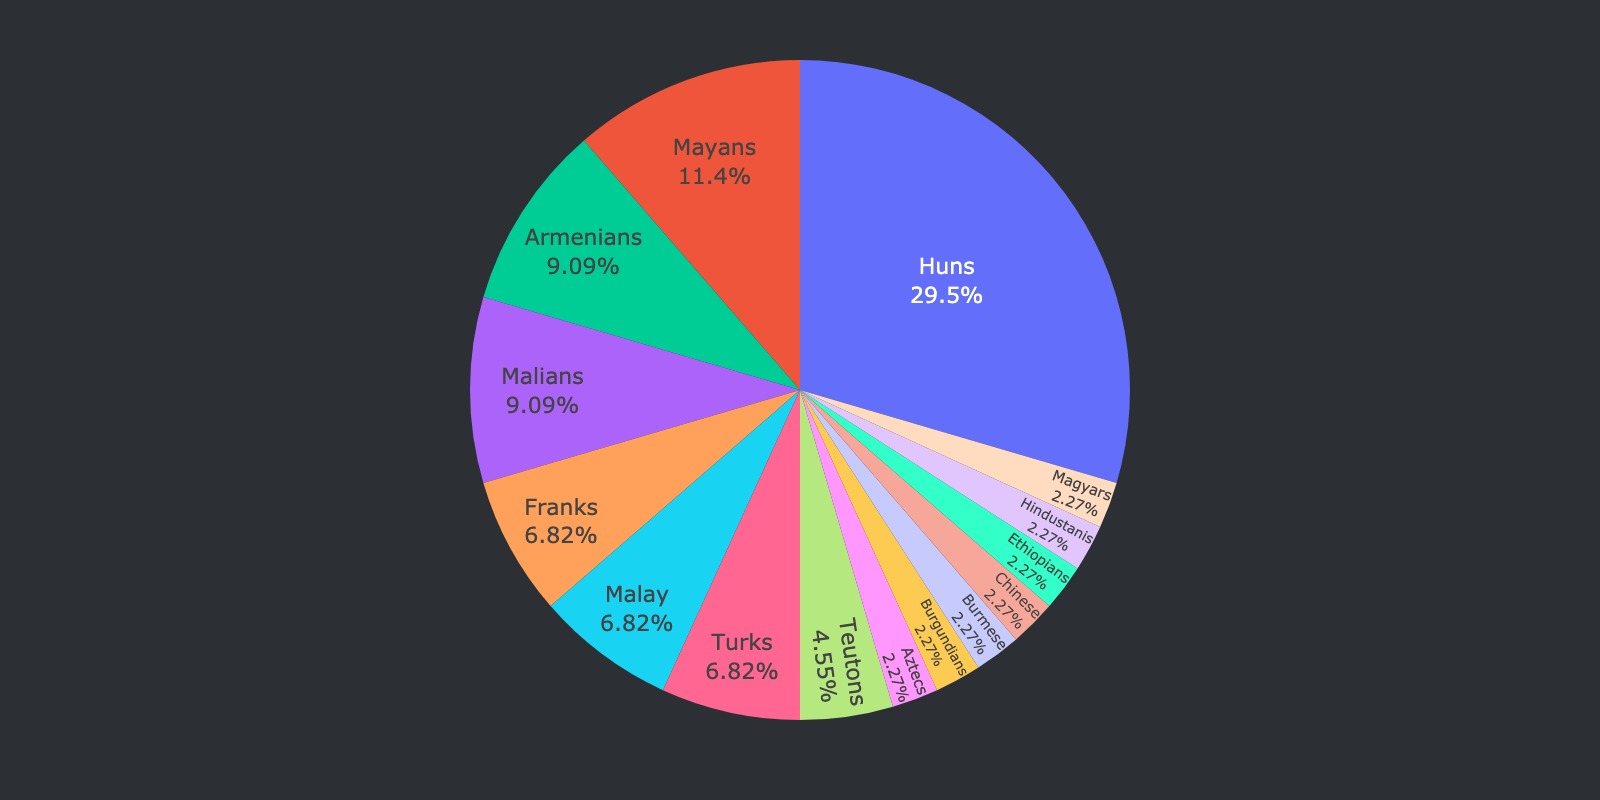 Mayans
11.4%
Huns
29.5%
Armenians
9.09%
Malians
9.09%
Franks
6.82%
Malay
6.82%
Turks
6.82%
Teutons
4.55%
Aztecs
2.27%
Burgundians
2.27%
Burmese
2.27%
Chinese
2.27%
Ethiopians
2.27%
Hindustanis
2.27%
Magyars
2.27%